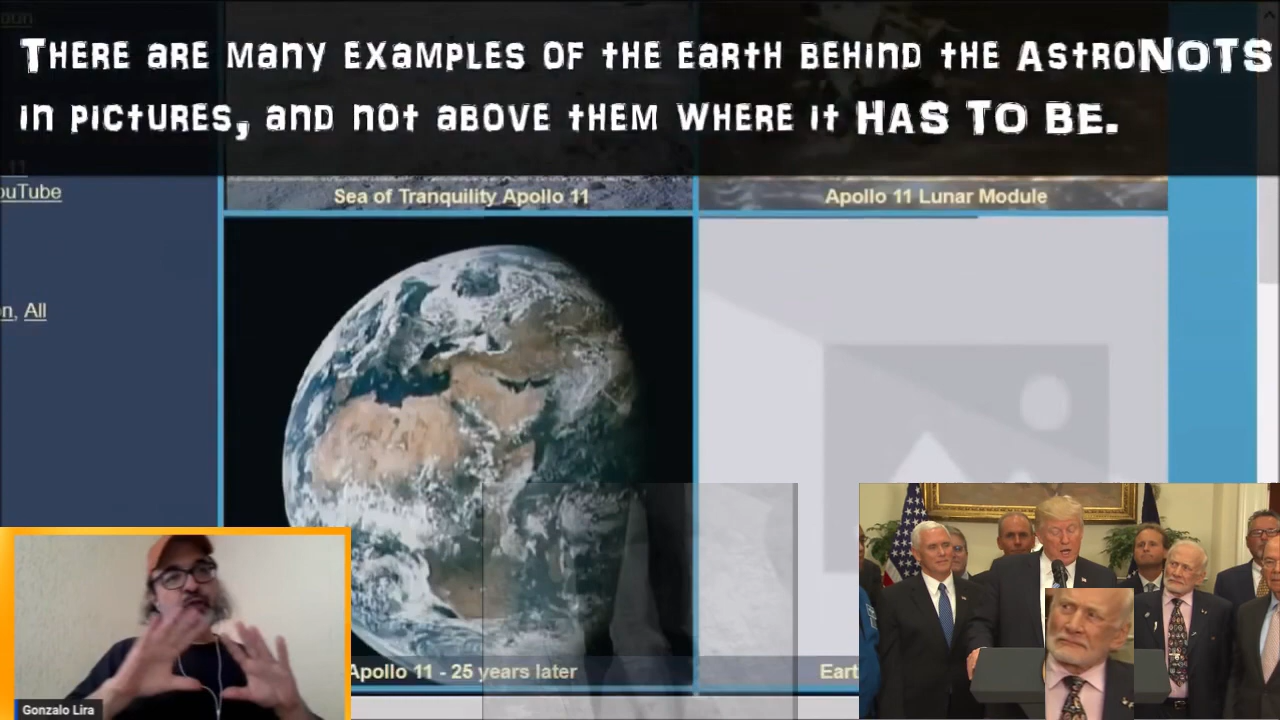 There are many examples of the Earth behind the AstroNOTS
in pictures, and not above them where it HAS TO BE.
11
ouTube
Sea of Tranquility Apollo 11
Apollo 11 Lunar Module
n, All
Apollo 11 - 25 years later
Eart
Gonzalo Lira